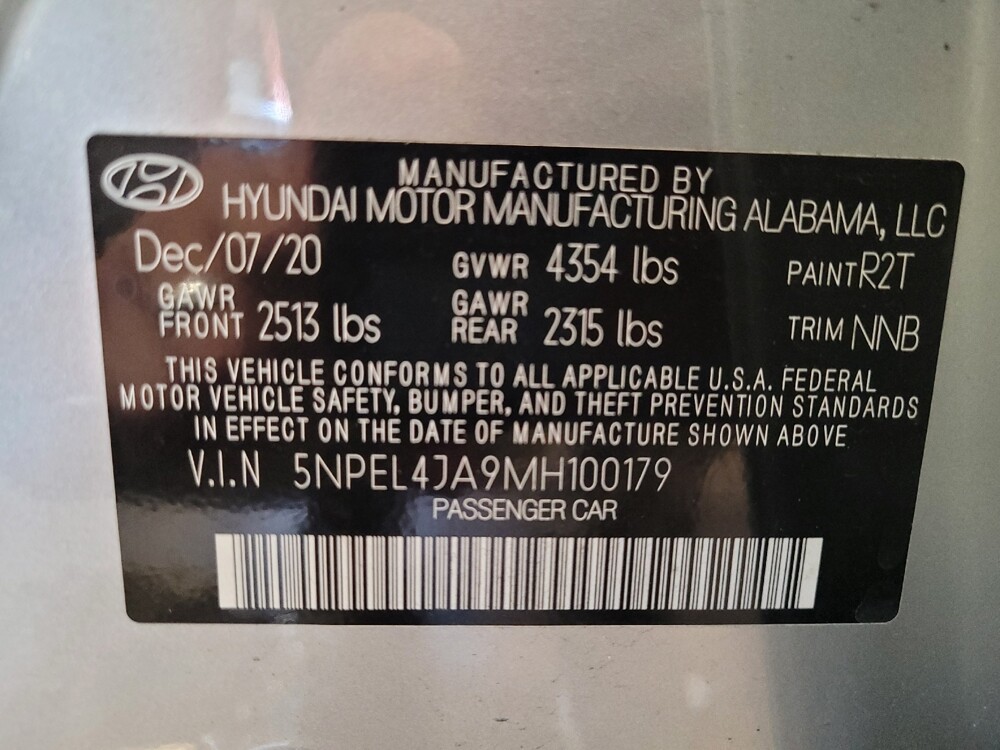 MANUFACTURED BY
HYUNDAI MOTOR MANUFACTURING ALABAMA, LLC
Dec/07/20 GVWR 4354 lbs PAINT R2T
GAWR FRONT 2513 lbs GAWR REAR 2315 lbs TRIM NNB
THIS VEHICLE CONFORMS TO ALL APPLICABLE U.S.A. FEDERAL
MOTOR VEHICLE SAFETY, BUMPER, AND THEFT PREVENTION STANDARDS
IN EFFECT ON THE DATE OF MANUFACTURE SHOWN ABOVE
V.I.N 5NPEL4JA9MH100179
PASSENGER CAR